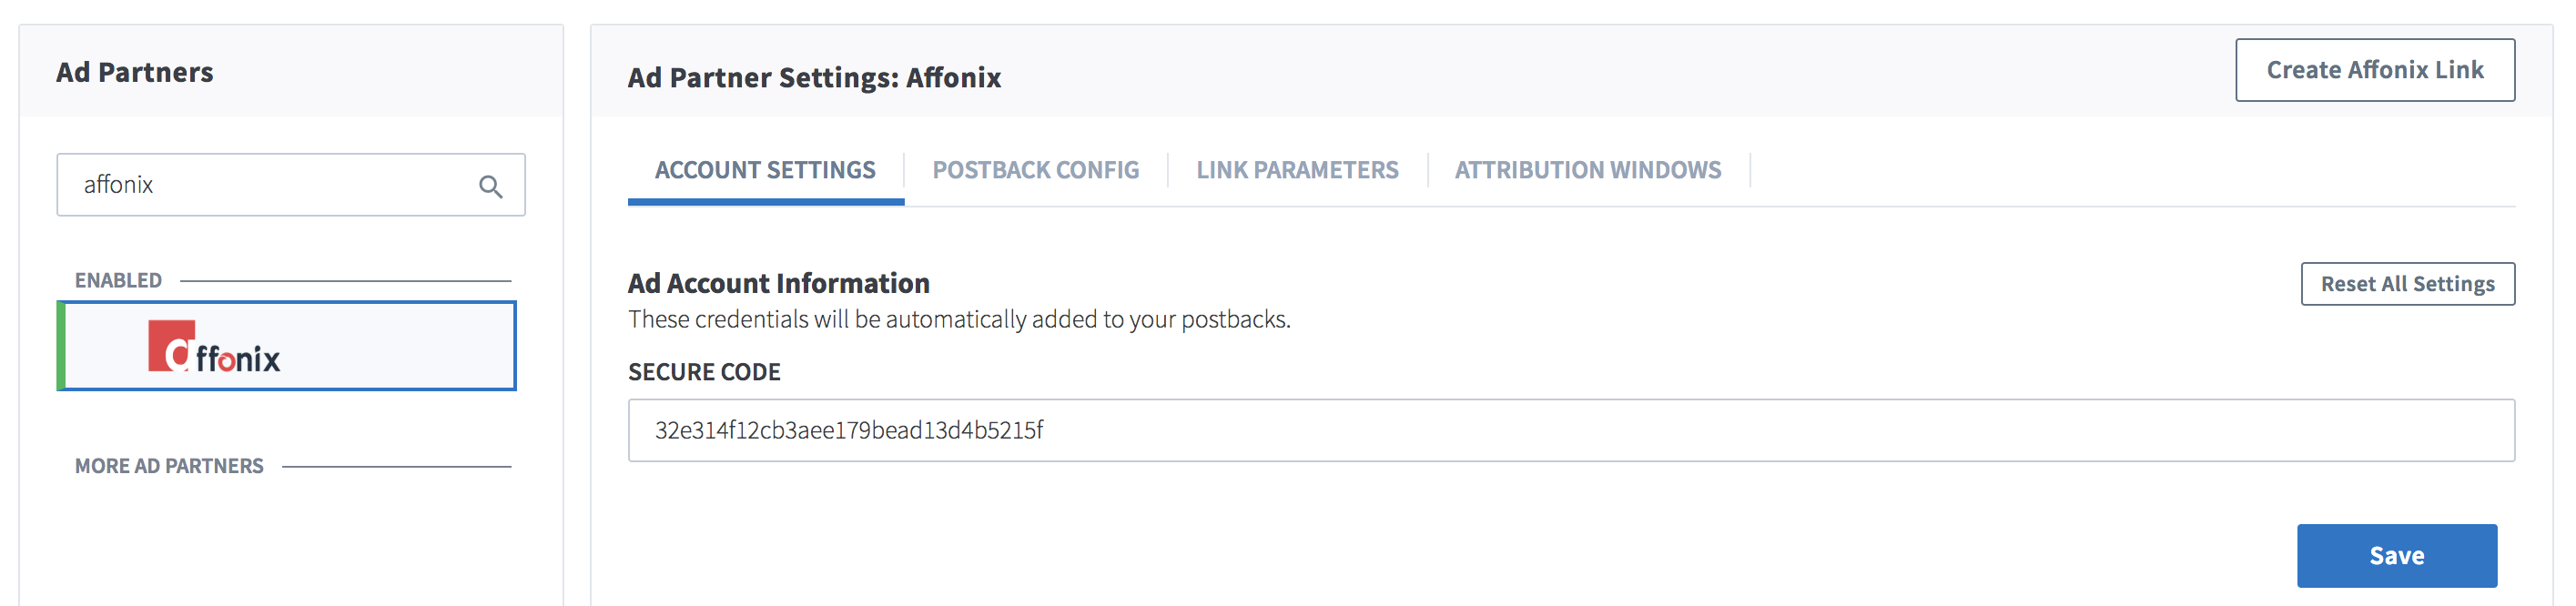 Ad Partners
affonix
ENABLED
affonix
MORE AD PARTNERS
Ad Partner Settings: Affonix
Create Affonix Link
ACCOUNT SETTINGS
POSTBACK CONFIG
LINK PARAMETERS
ATTRIBUTION WINDOWS
Ad Account Information
Reset All Settings
These credentials will be automatically added to your postbacks.
SECURE CODE
32e314f12cb3aee179bead13d4b5215f
Save